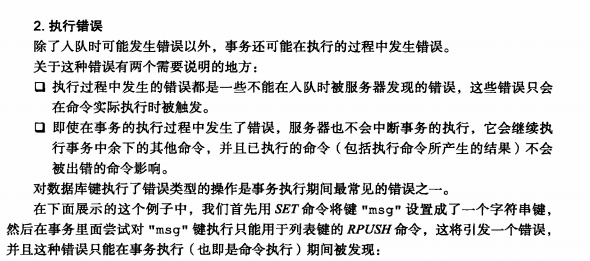 2. 执行错误
除了入队时可能发生错误以外，事务还可能在执行的过程中发生错误。
关于这种错误有两个需要说明的地方：
❑ 执行过程中发生的错误都是一些不能在入队时被服务器发现的错误，这些错误只会
在命令实际执行时被触发。
❑ 即使在事务的执行过程中发生了错误，服务器也不会中断事务的执行，它会继续执
行事务中余下的其他命令，并且已执行的命令（包括执行命令所产生的结果）不会
被出错的命令影响。
对数据库键执行了错误类型的操作是事务执行期间最常见的错误之一。
在下面展示的这个例子中，我们首先用 SET 命令将键 "msg" 设置成了一个字符串键，
然后在事务里面尝试对 "msg" 键执行只能用于列表键的 RPUSH 命令，这将引发一个错误，
并且这种错误只能在事务执行（也即是命令执行）期间被发现：